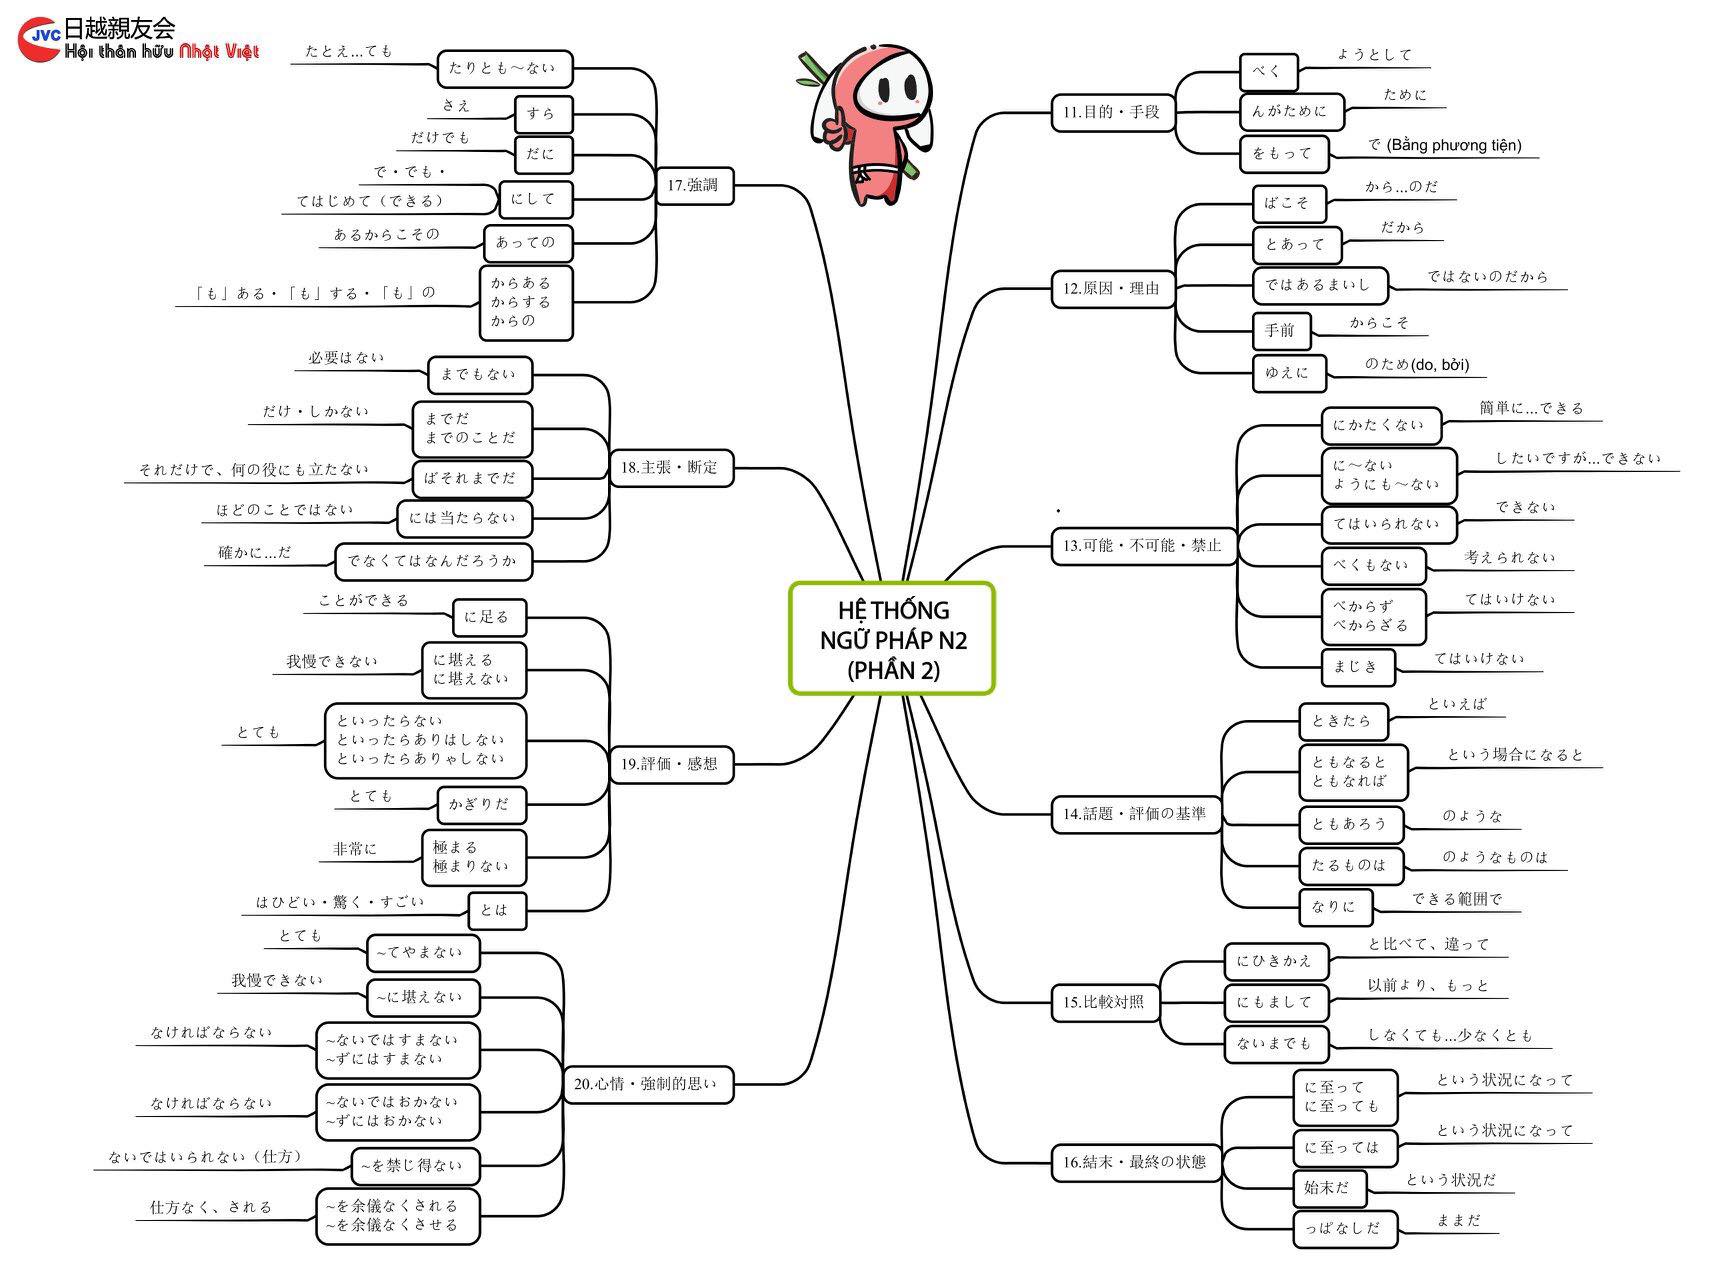 JVC
日越親友会
Hội thân hữu Nhật Việt
HỆ THỐNG
NGỮ PHÁP N2
(PHẦN 2)
11.目的・手段
べく
ようとして
んがために
ために
をもって
で (Bằng phương tiện)
12.原因・理由
ばこそ
から...のだ
とあって
だから
ではあるまいし
ではないのだから
手前
からこそ
ゆえに
のため(do, bởi)
13.可能・不可能・禁止
にかたくない
簡単に...できる
に～ない
ようにも～ない
したいですが...できない
てはいられない
できない
べくもない
考えられない
べからず
べからざる
てはいけない
まじき
てはいけない
14.話題・評価の基準
ときたら
といえば
ともなると
ともなれば
という場合になると
ともあろう
のような
たるものは
のようなものは
なりに
できる範囲で
15.比較対照
にひきかえ
と比べて、違って
にもまして
以前より、もっと
ないまでも
しなくても...少なくとも
16.結末・最終の状態
に至って
に至っても
という状況になって
に至っては
という状況になって
始末だ
という状況だ
っぱなしだ
ままだ
17.強調
たりとも～ない
たとえ...ても
すら
さえ
だに
だけでも
にして
で・でも・
てはじめて（できる）
あっての
あるからこその
からある
からする
からの
「も」ある・「も」する・「も」の
18.主張・断定
までもない
必要はない
までだ
までのことだ
だけ・しかない
ばそれまでだ
それだけで、何の役にも立たない
には当たらない
ほどのことではない
でなくてはなんだろうか
確かに...だ
19.評価・感想
に足る
ことができる
に堪える
に堪えない
我慢できない
といったらない
といったらありはしない
といったらありゃしない
とても
かぎりだ
とても
極まる
極まりない
非常に
とは
はひどい・驚く・すごい
20.心情・強制的思い
~てやまない
とても
~に堪えない
我慢できない
~ないではすまない
~ずにはすまない
なければならない
~ないではおかない
~ずにはおかない
なければならない
~を禁じ得ない
ないではいられない（仕方）
~を余儀なくされる
~を余儀なくさせる
仕方なく、される